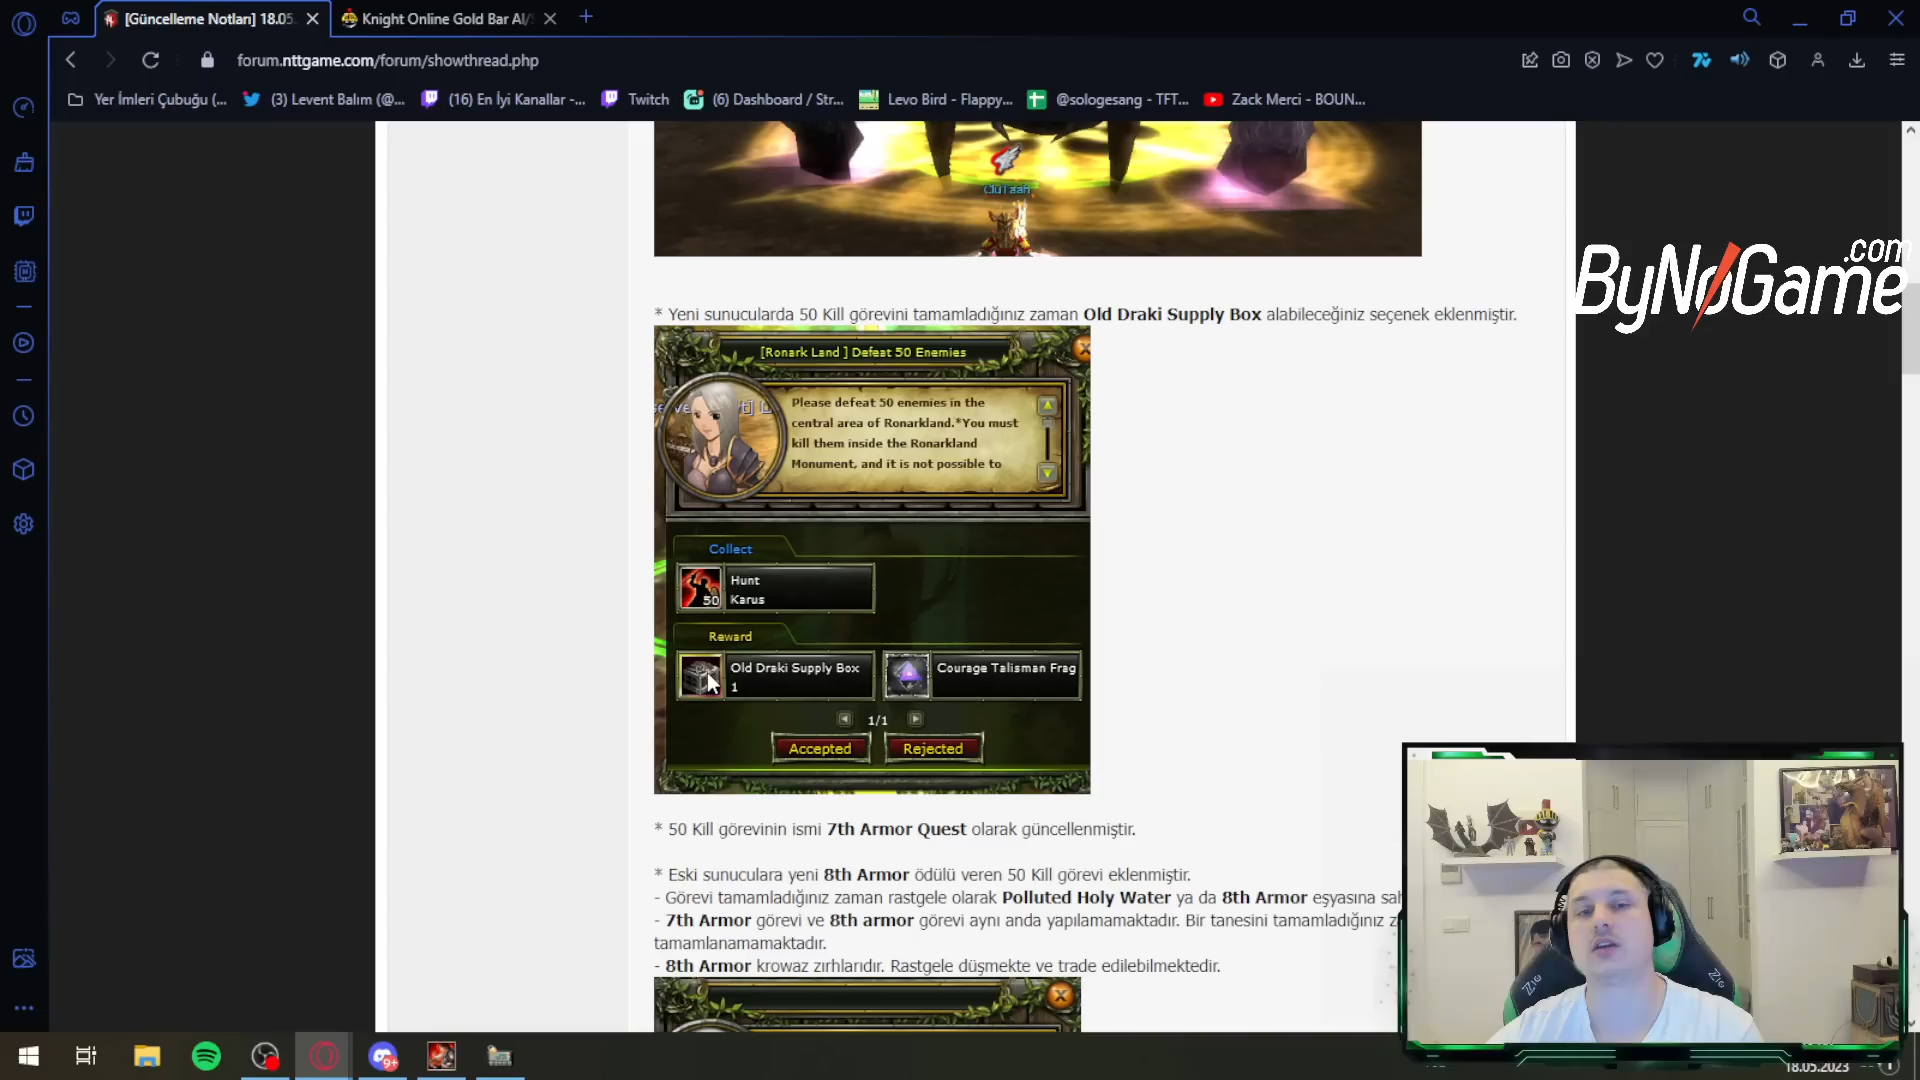 [Güncelleme Notları] 18.05.
Knight Online Gold Bar Al/S
forum.nttgame.com/forum/showthread.php
Yer İmleri Çubuğu (...
(3) Levent Balım (@...
(16) En İyi Kanallar -...
Twitch
(6) Dashboard / Str...
Levo Bird - Flappy...
@sologesang - TFT...
Zack Merci - BOUN...
ByNoGame
.com
* Yeni sunucularda 50 Kill görevini tamamladığınız zaman Old Draki Supply Box alabileceğiniz seçenek eklenmiştir.
[Ronark Land ] Defeat 50 Enemies
Please defeat 50 enemies in the
central area of Ronarkland.*You must
kill them inside the Ronarkland
Monument, and it is not possible to
Collect
Hunt
50
Karus
Reward
Old Draki Supply Box
1
Courage Talisman Frag
1/1
Accepted
Rejected
* 50 Kill görevinin ismi 7th Armor Quest olarak güncellenmiştir.
* Eski sunuculara yeni 8th Armor ödülü veren 50 Kill görevi eklenmiştir.
- Görevi tamamladığınız zaman rastgele olarak Polluted Holy Water ya da 8th Armor eşyasına sah
- 7th Armor görevi ve 8th armor görevi aynı anda yapılamamaktadır. Bir tanesini tamamladığınız z
tamamlanamamaktadır.
- 8th Armor krowaz zırhlarıdır. Rastgele düşmekte ve trade edilebilmektedir.
9+
18.05.2023